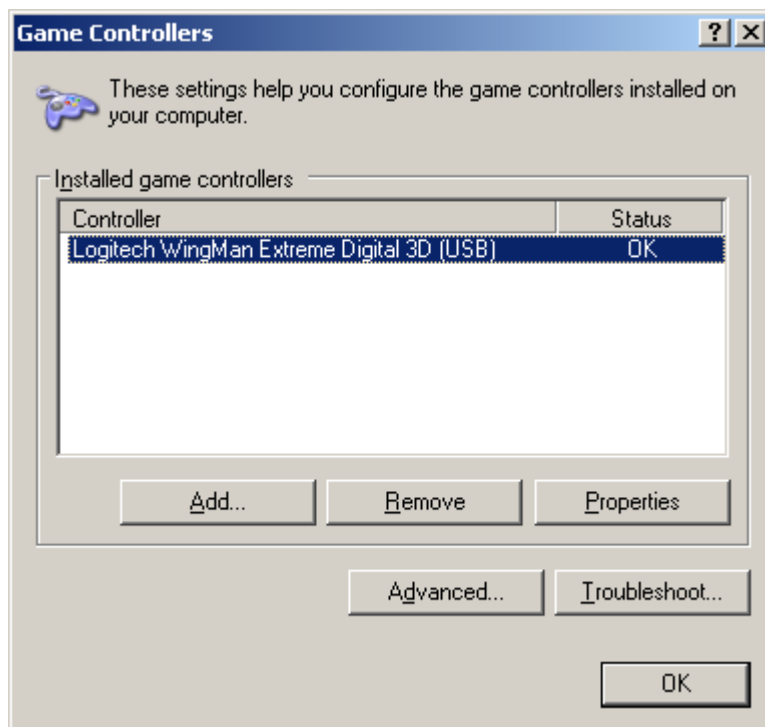 Game Controllers
These settings help you configure the game controllers installed on
your computer.
Installed game controllers
Controller Status
Logitech WingMan Extreme Digital 3D (USB) OK
Add... Remove Properties
Advanced... Troubleshoot...
OK